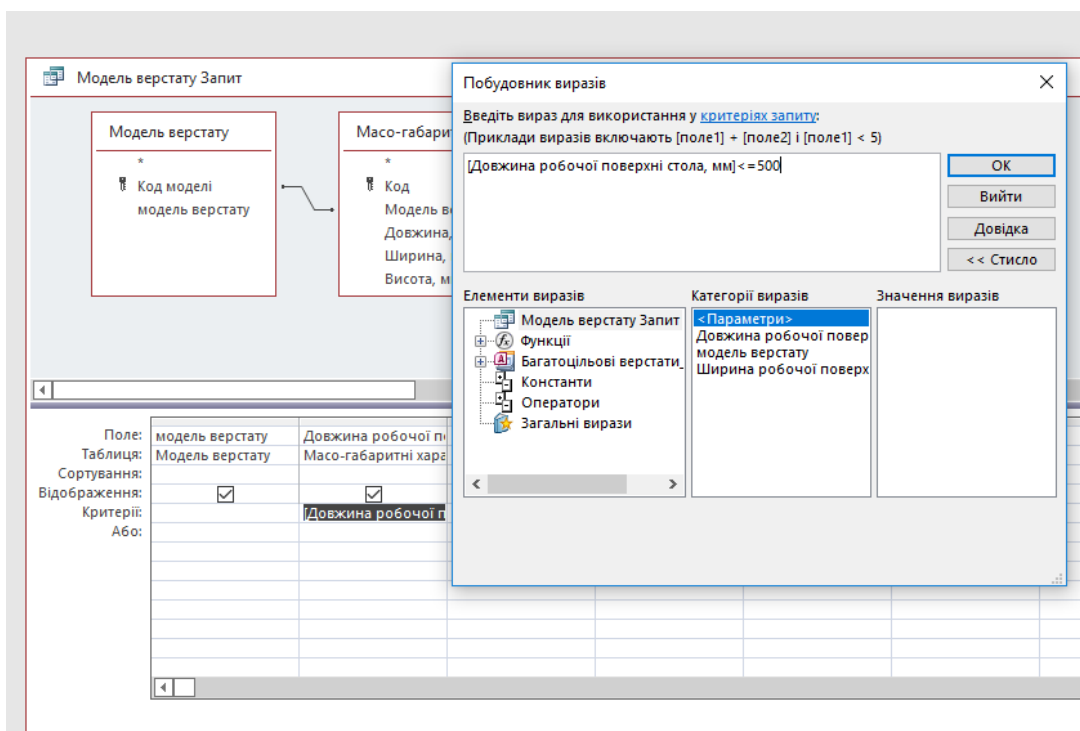 Модель верстату Запит
Модель верстату
*
Код моделі
модель верстату
Масо-габари
*
Код
Модель в
Довжина,
Ширина,
Висота, м
Побудовник виразів
Введіть вираз для використання у критеріях запиту:
(Приклади виразів включають [поле1] + [поле2] і [поле1] < 5)
[Довжина робочої поверхні стола, мм]<=500
ОК
Вийти
Довідка
<< Стисло
Елементи виразів
Модель верстату Запит
Функції
Багатоцільові верстати_
Константи
Оператори
Загальні вирази
Категорії виразів
<Параметри>
Довжина робочої повер
модель верстату
Ширина робочої поверх
Значення виразів
Поле: модель верстату Довжина робочої п
Таблиця: Модель верстату Масо-габаритні хара
Сортування:
Відображення:
Критерії: [Довжина робочої п
Або: